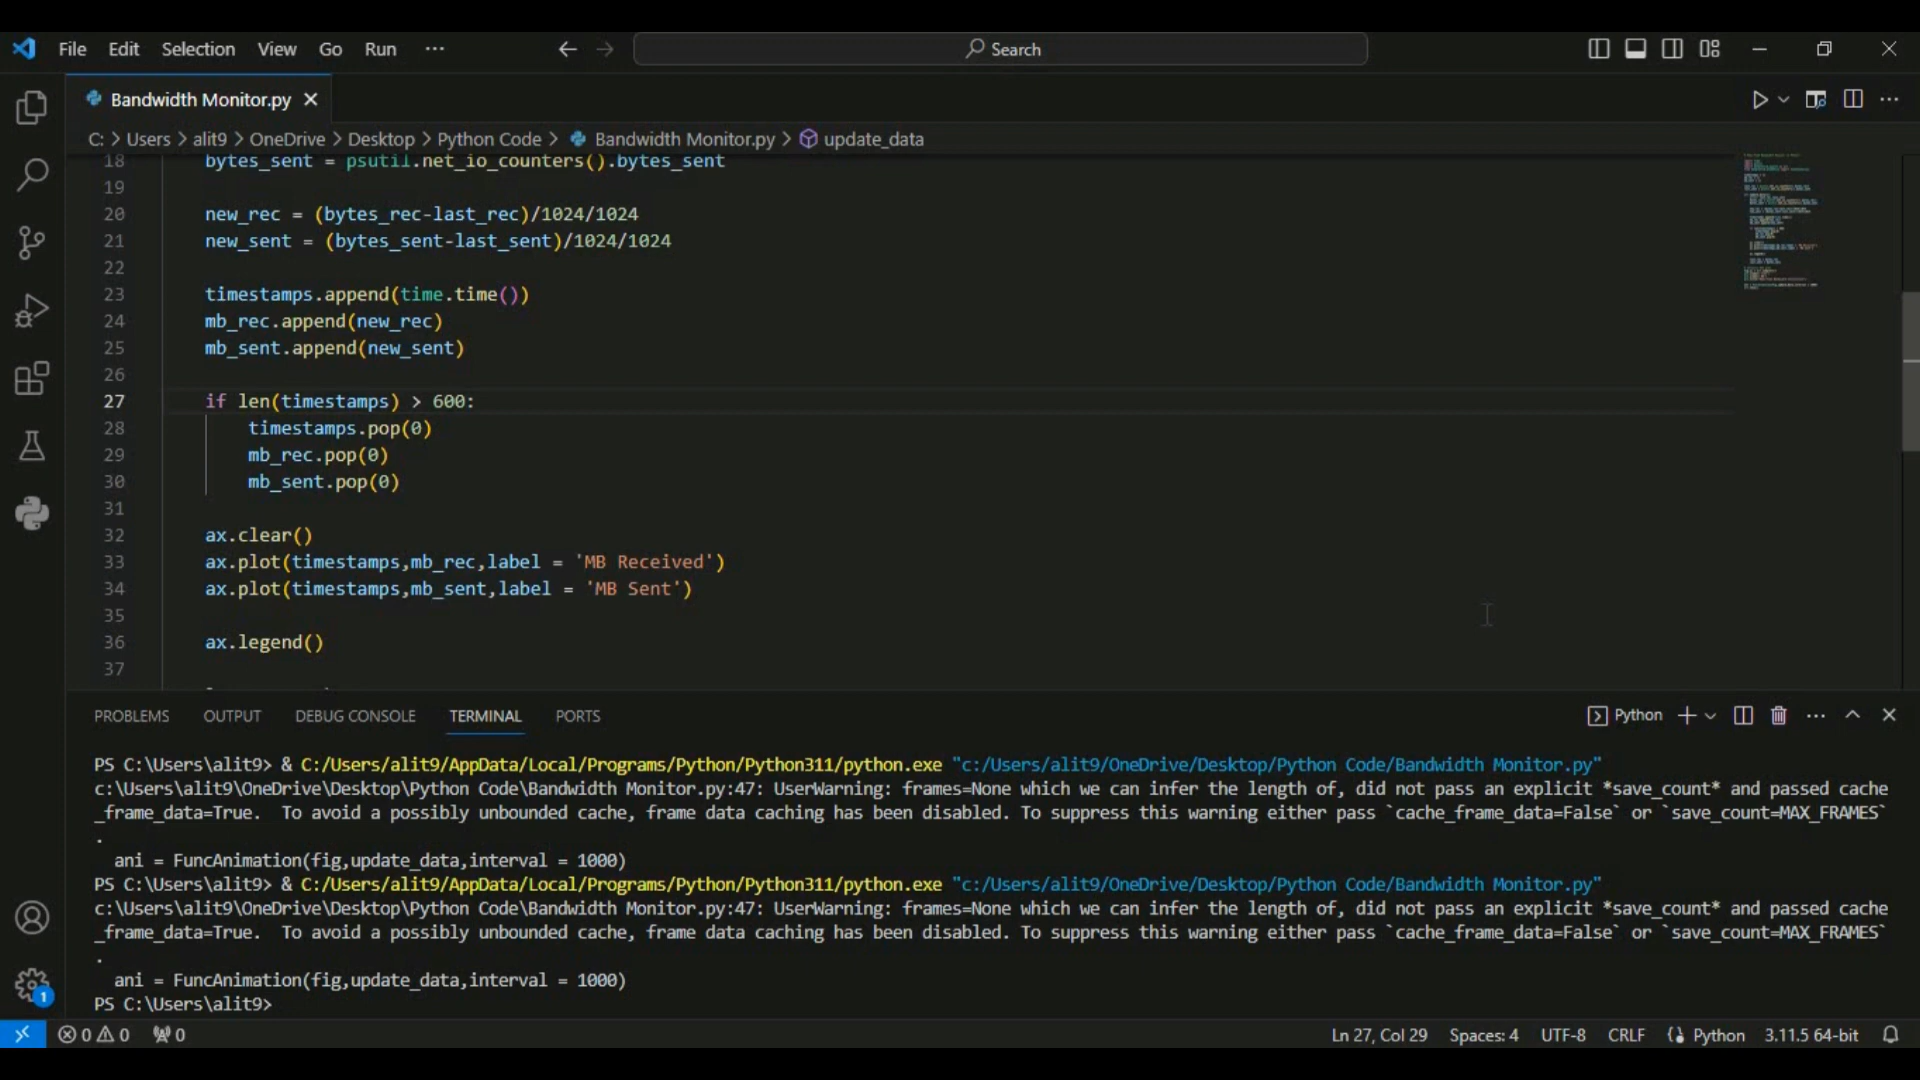 File Edit Selection View Go Run ··· Search
Bandwidth Monitor.py
C: > Users > alit9 > OneDrive > Desktop > Python Code > Bandwidth Monitor.py > update_data
18 bytes_sent = psutil.net_io_counters().bytes_sent
19
20 new_rec = (bytes_rec-last_rec)/1024/1024
21 new_sent = (bytes_sent-last_sent)/1024/1024
22
23 timestamps.append(time.time())
24 mb_rec.append(new_rec)
25 mb_sent.append(new_sent)
26
27 if len(timestamps) > 600:
28 timestamps.pop(0)
29 mb_rec.pop(0)
30 mb_sent.pop(0)
31
32 ax.clear()
33 ax.plot(timestamps,mb_rec,label = 'MB Received')
34 ax.plot(timestamps,mb_sent,label = 'MB Sent')
35
36 ax.legend()
37
PROBLEMS OUTPUT DEBUG CONSOLE TERMINAL PORTS Python
PS C:\Users\alit9> & C:/Users/alit9/AppData/Local/Programs/Python/Python311/python.exe "c:/Users/alit9/OneDrive/Desktop/Python Code/Bandwidth Monitor.py"
c:\Users\alit9\OneDrive\Desktop\Python Code\Bandwidth Monitor.py:47: UserWarning: frames=None which we can infer the length of, did not pass an explicit *save_count* and passed cache
_frame_data=True.  To avoid a possibly unbounded cache, frame data caching has been disabled. To suppress this warning either pass `cache_frame_data=False` or `save_count=MAX_FRAMES`
.
ani = FuncAnimation(fig,update_data,interval = 1000)
PS C:\Users\alit9> & C:/Users/alit9/AppData/Local/Programs/Python/Python311/python.exe "c:/Users/alit9/OneDrive/Desktop/Python Code/Bandwidth Monitor.py"
c:\Users\alit9\OneDrive\Desktop\Python Code\Bandwidth Monitor.py:47: UserWarning: frames=None which we can infer the length of, did not pass an explicit *save_count* and passed cache
_frame_data=True.  To avoid a possibly unbounded cache, frame data caching has been disabled. To suppress this warning either pass `cache_frame_data=False` or `save_count=MAX_FRAMES`
.
ani = FuncAnimation(fig,update_data,interval = 1000)
PS C:\Users\alit9>
1
0 0 0 Ln 27, Col 29 Spaces: 4 UTF-8 CRLF Python 3.11.5 64-bit